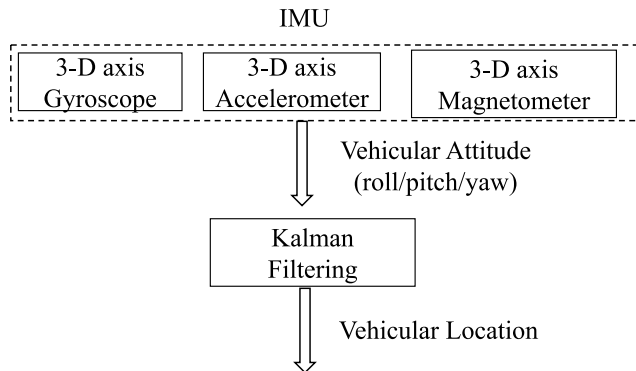 IMU
3-D axis
Gyroscope
3-D axis
Accelerometer
3-D axis
Magnetometer
Vehicular Attitude
(roll/pitch/yaw)
Kalman
Filtering
Vehicular Location